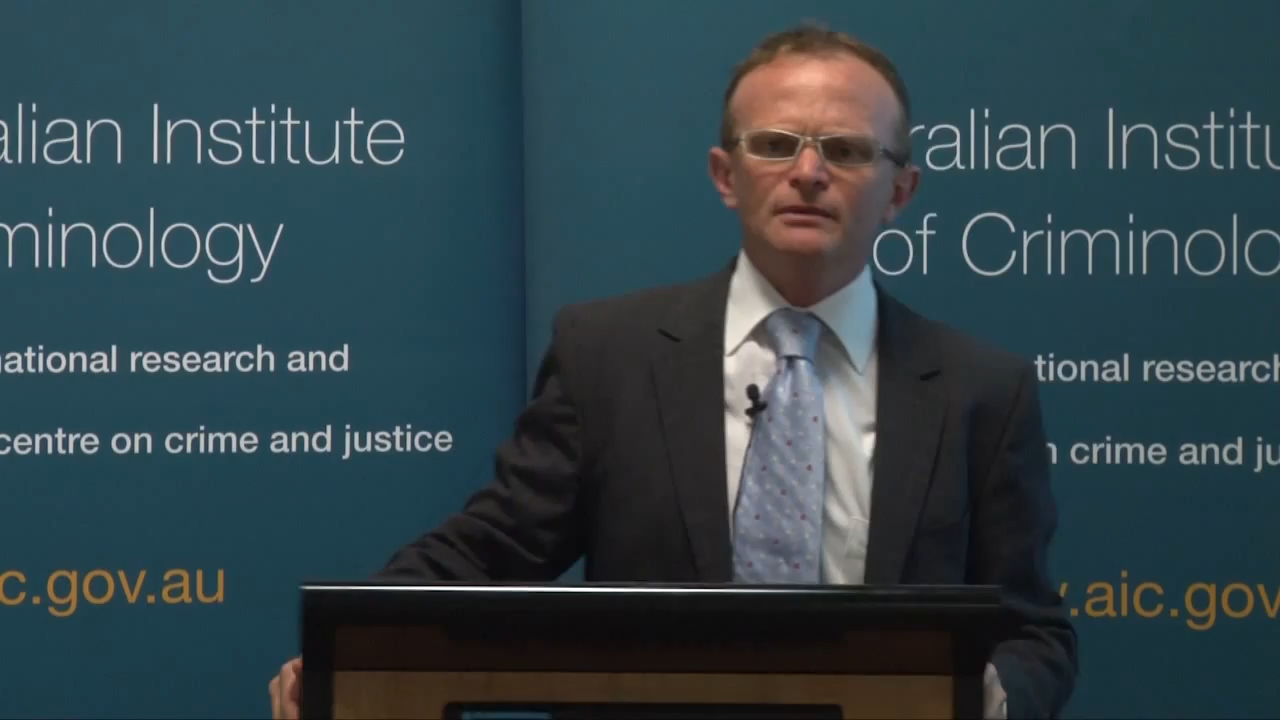 alian Institute
minology
national research and
centre on crime and justice
c.gov.au
ralian Institu
of Criminolo
tional research
n crime and ju
.aic.gov